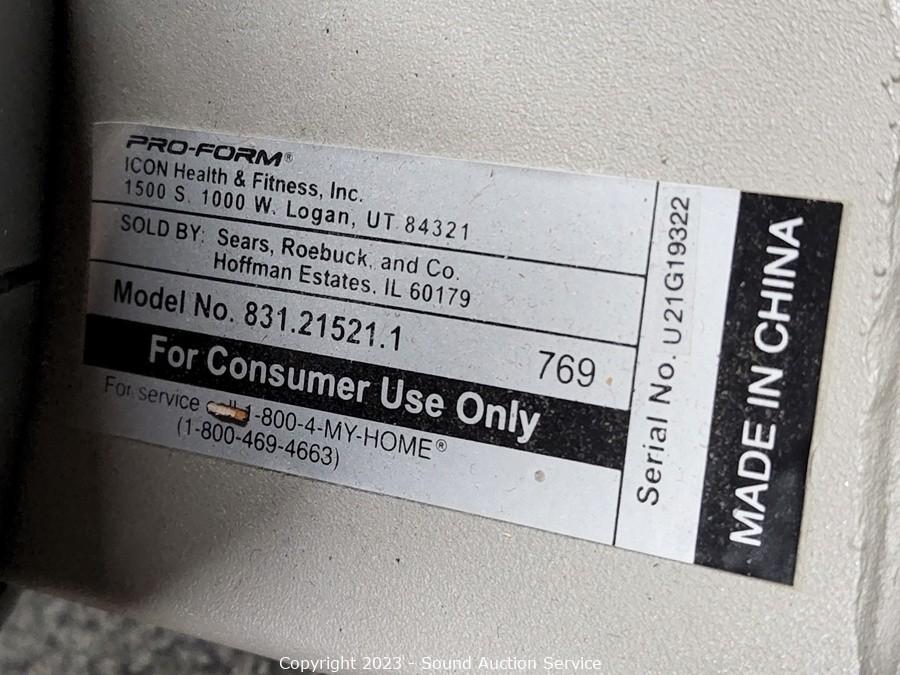 PRO-FORM®
ICON Health & Fitness, Inc.
1500 S. 1000 W. Logan, UT 84321
SOLD BY: Sears, Roebuck, and Co.
Hoffman Estates, IL 60179
Model No. 831.21521.1
769
For Consumer Use Only
For service 1-800-4-MY-HOME®
(1-800-469-4663)
Serial No. U21G19322
MADE IN CHINA
Copyright 2023 - Sound Auction Service